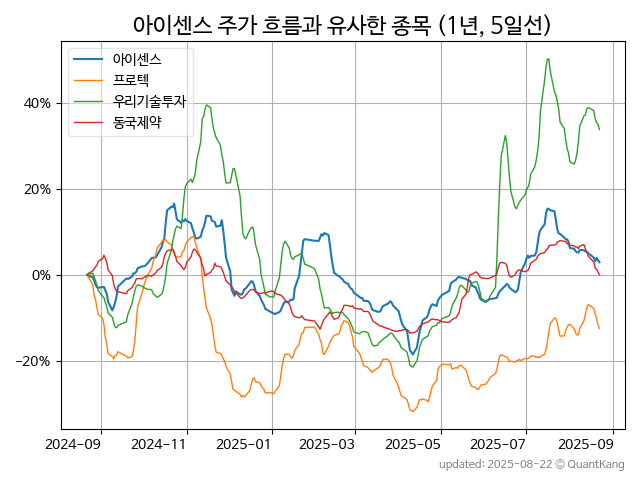 아이센스 주가 흐름과 유사한 종목 (1년, 5일선)
아이센스
프로텍
우리기술투자
동국제약
40%
20%
0%
−20%
2024−09
2024−11
2025−01
2025−03
2025−05
2025−07
2025−09
updated: 2025-08-22 © QuantKang